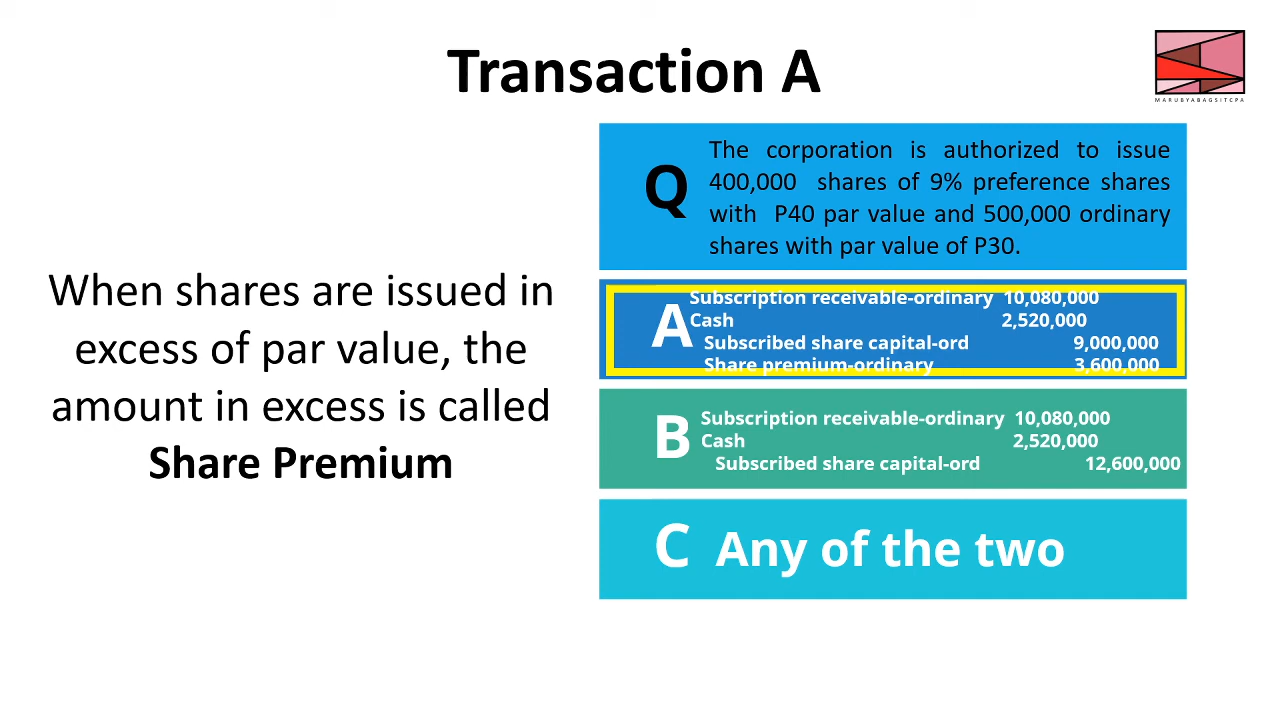 Transaction A
MARUBYABAGSITCPA
When shares are issued in
excess of par value, the
amount in excess is called
Share Premium
Q
The corporation is authorized to issue
400,000 shares of 9% preference shares
with P40 par value and 500,000 ordinary
shares with par value of P30.
A
Subscription receivable-ordinary 10,080,000
Cash 2,520,000
Subscribed share capital-ord 9,000,000
Share premium-ordinary 3,600,000
B
Subscription receivable-ordinary 10,080,000
Cash 2,520,000
Subscribed share capital-ord 12,600,000
C Any of the two